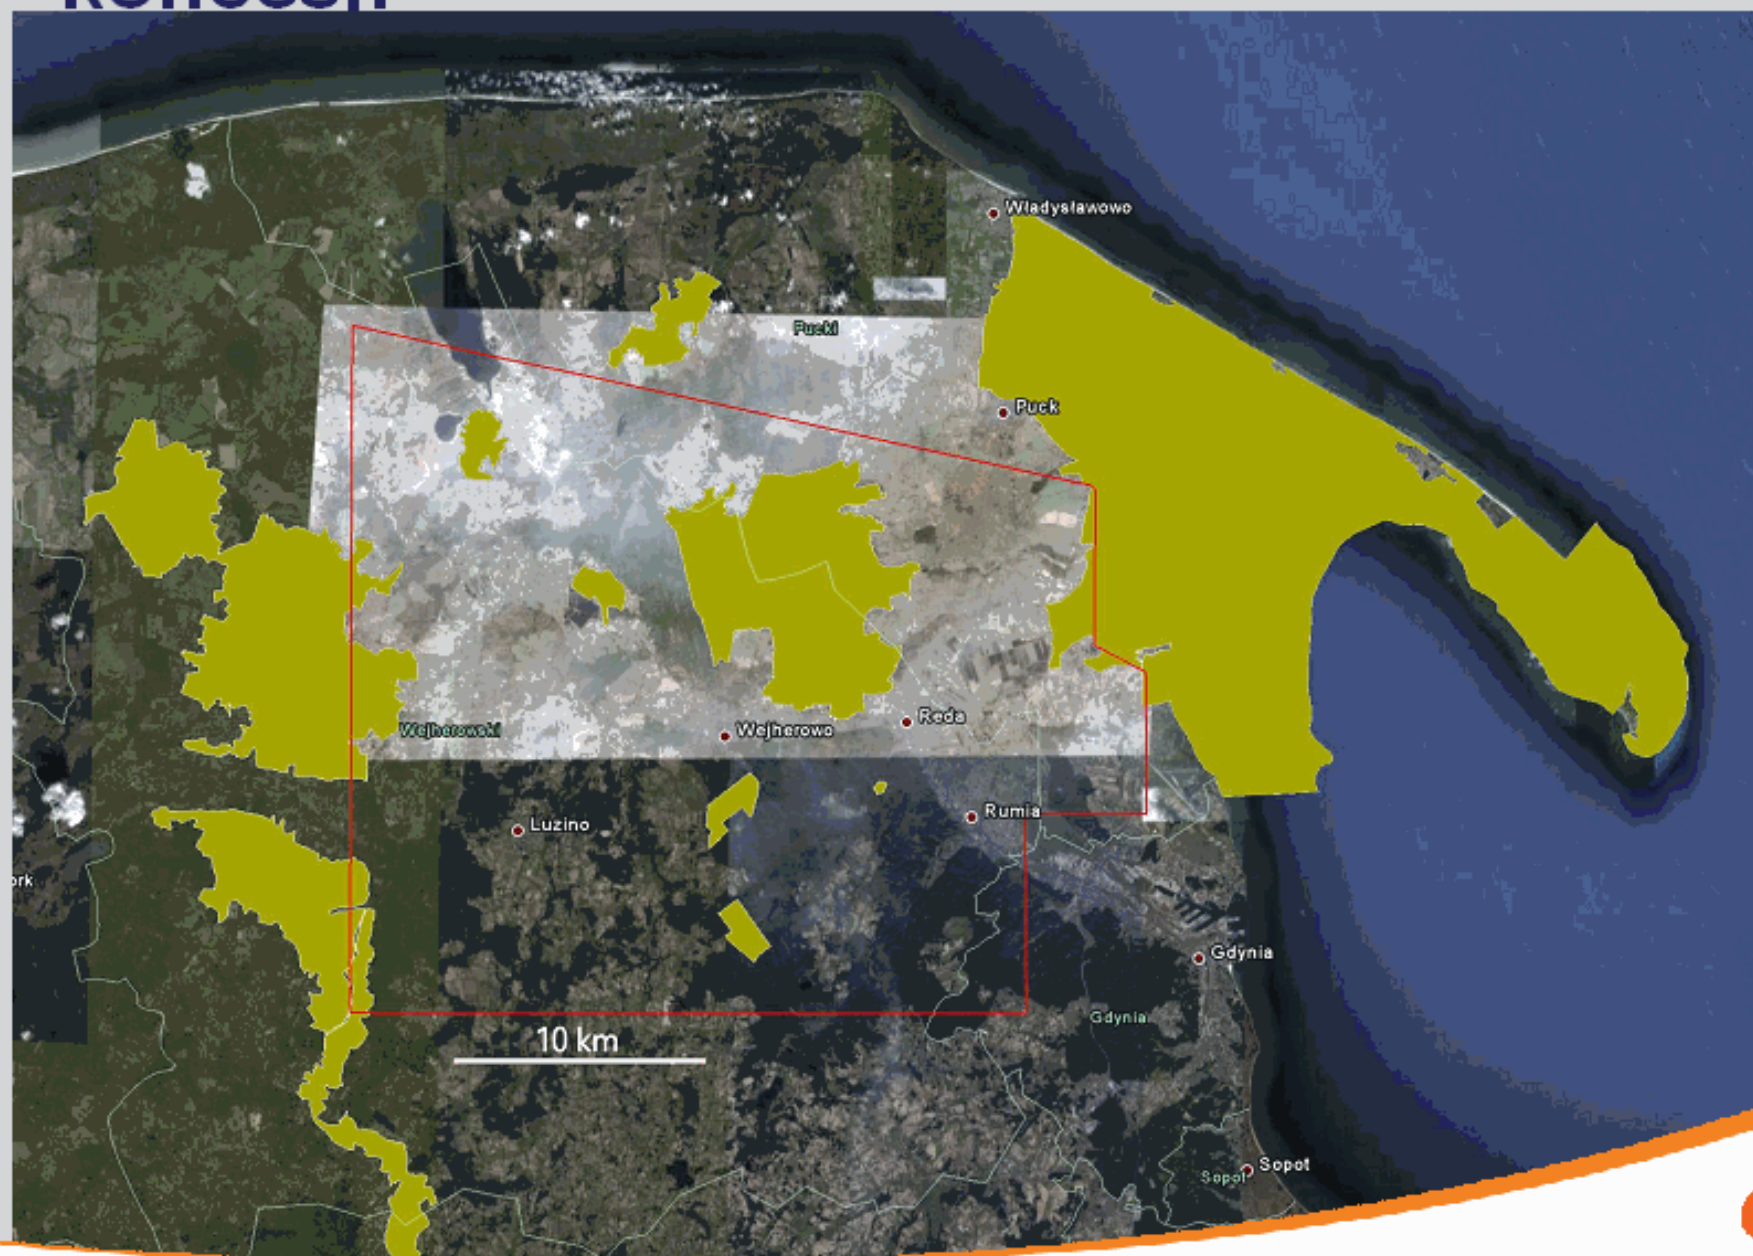 Władysławowo
Pucki
Puck
Wejherowski
Wejherowo
Reda
Luzino
Rumia
Gdynia
Gdynia
10 km
Sopot
Sopot